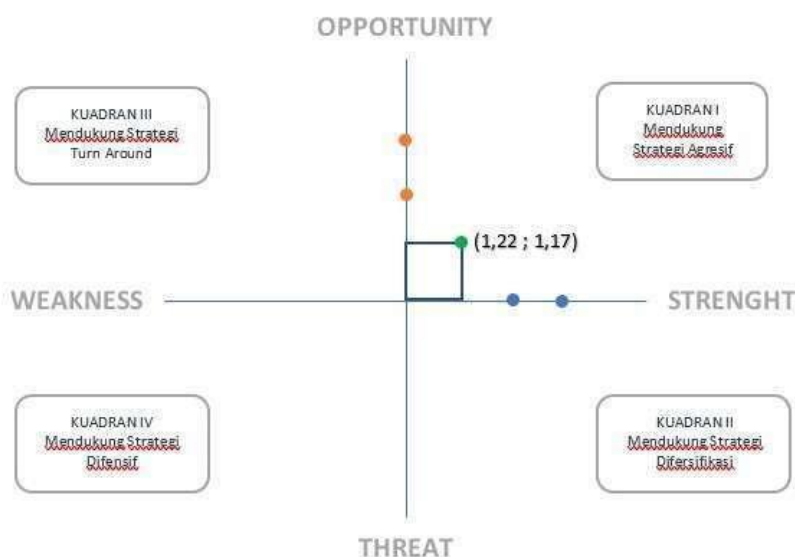 OPPORTUNITY
KUADRAN III
Mendukung Strategi
Turn Around
KUADRAN I
Mendukung
Strategi Agresif
(1,22 ; 1,17)
WEAKNESS
STRENGHT
KUADRAN IV
Mendukung Strategi
Difensif
KUADRAN II
Mendukung Strategi
Difersifikasi
THREAT